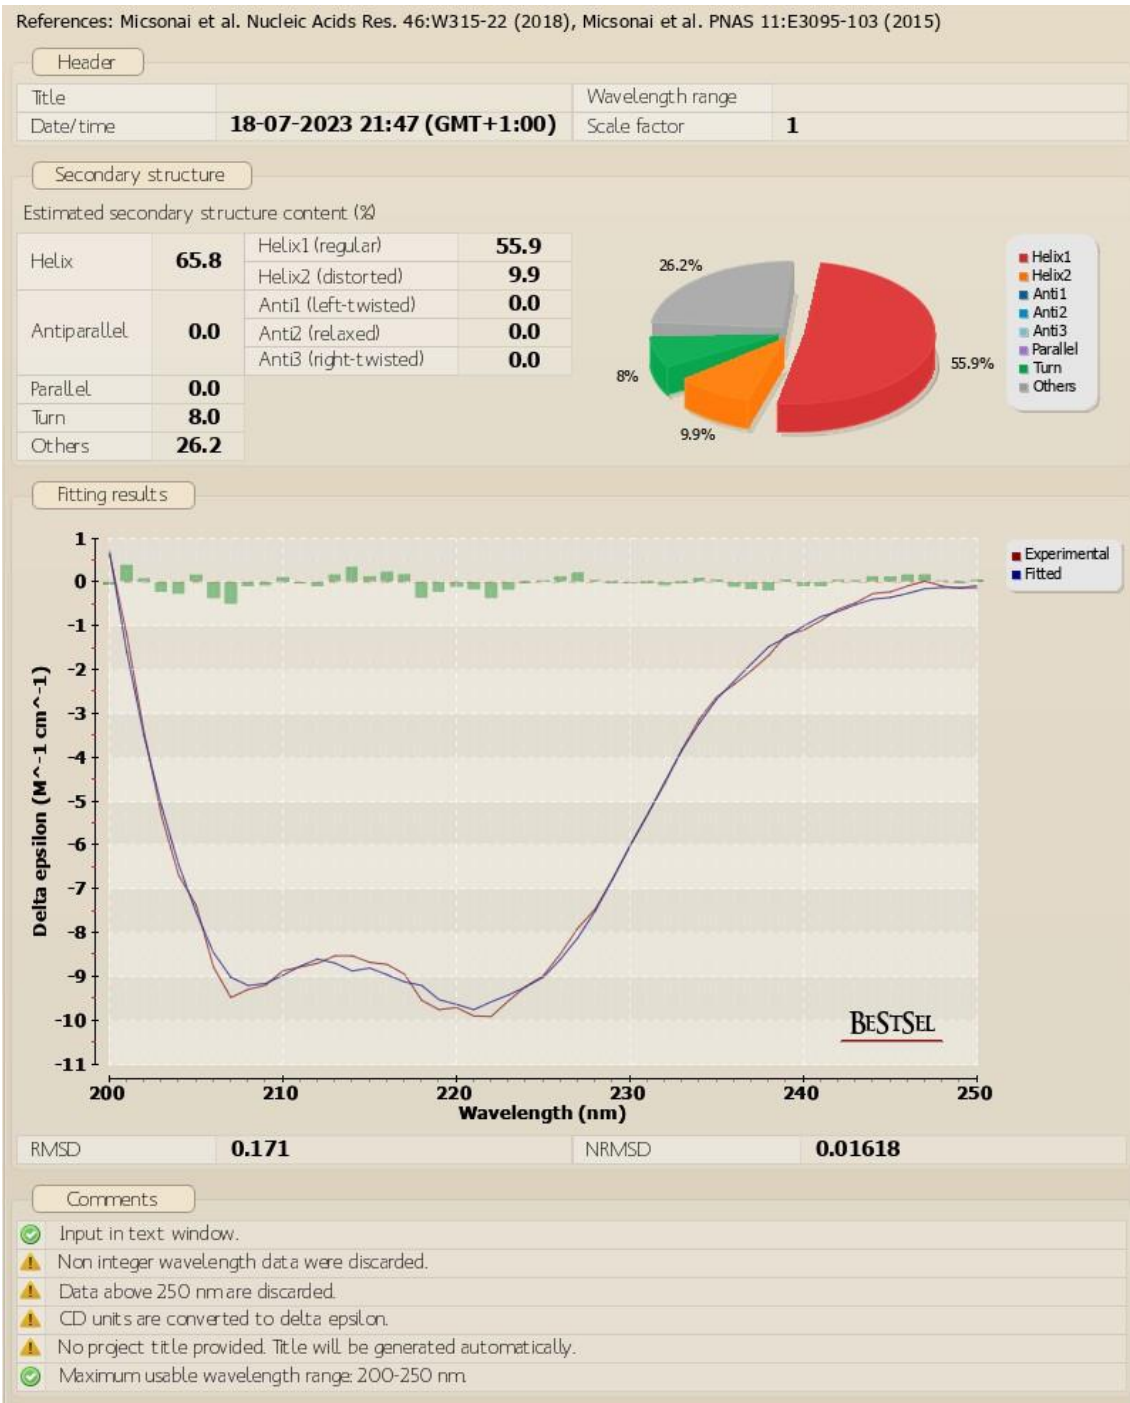 References: Micsonai et al. Nucleic Acids Res. 46:W315-22 (2018), Micsonai et al. PNAS 11:E3095-103 (2015)
Header
Title Wavelength range
Date/time 18-07-2023 21:47 (GMT+1:00) Scale factor 1
Secondary structure
Estimated secondary structure content (%)
Helix 65.8 Helix1 (regular) 55.9
Helix2 (distorted) 9.9
Antiparallel 0.0 Anti1 (left-twisted) 0.0
Anti2 (relaxed) 0.0
Anti3 (right-twisted) 0.0
Parallel 0.0
Turn 8.0
Others 26.2
26.2%
55.9%
8%
9.9%
Helix1
Helix2
Anti1
Anti2
Anti3
Parallel
Turn
Others
Fitting results
Delta epsilon (M^-1 cm^-1)
1
0
-1
-2
-3
-4
-5
-6
-7
-8
-9
-10
-11
Experimental
Fitted
BESTSEL
200 210 220 230 240 250
Wavelength (nm)
RMSD 0.171 NRMSD 0.01618
Comments
Input in text window.
Non integer wavelength data were discarded.
Data above 250 nm are discarded.
CD units are converted to delta epsilon.
No project title provided. Title will be generated automatically.
Maximum usable wavelength range: 200-250 nm.